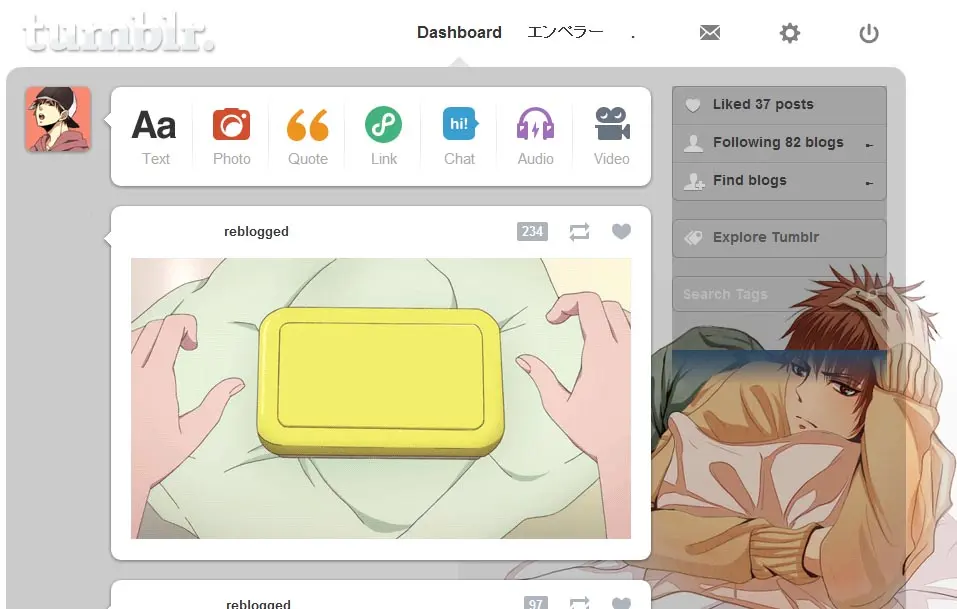 tumblr.
Dashboard エンペラー .
Aa
Text
Photo
Quote
Link
hi!
Chat
Audio
Video
Liked 37 posts
Following 82 blogs
Find blogs
Explore Tumblr
Search Tags
reblogged 234
reblogged 97